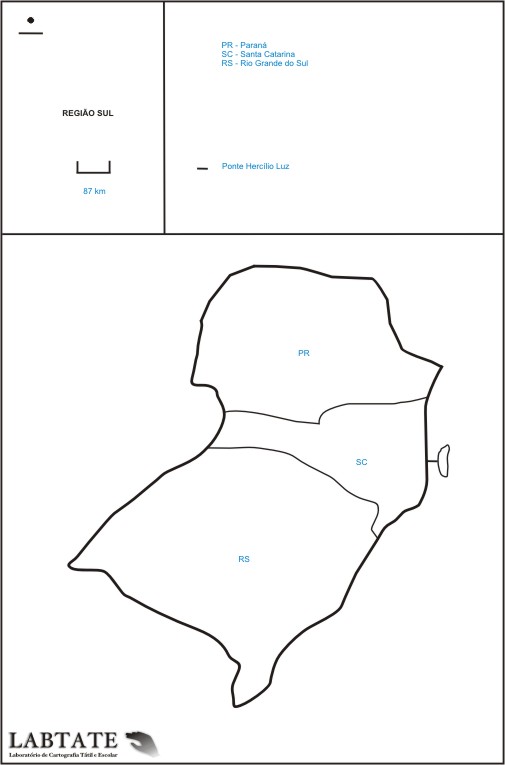 PR - Paraná
SC - Santa Catarina
RS - Rio Grande do Sul
REGIÃO SUL
Ponte Hercílio Luz
87 km
PR
SC
RS
LABTATE
Laboratório de Cartografia Tátil e Escolar